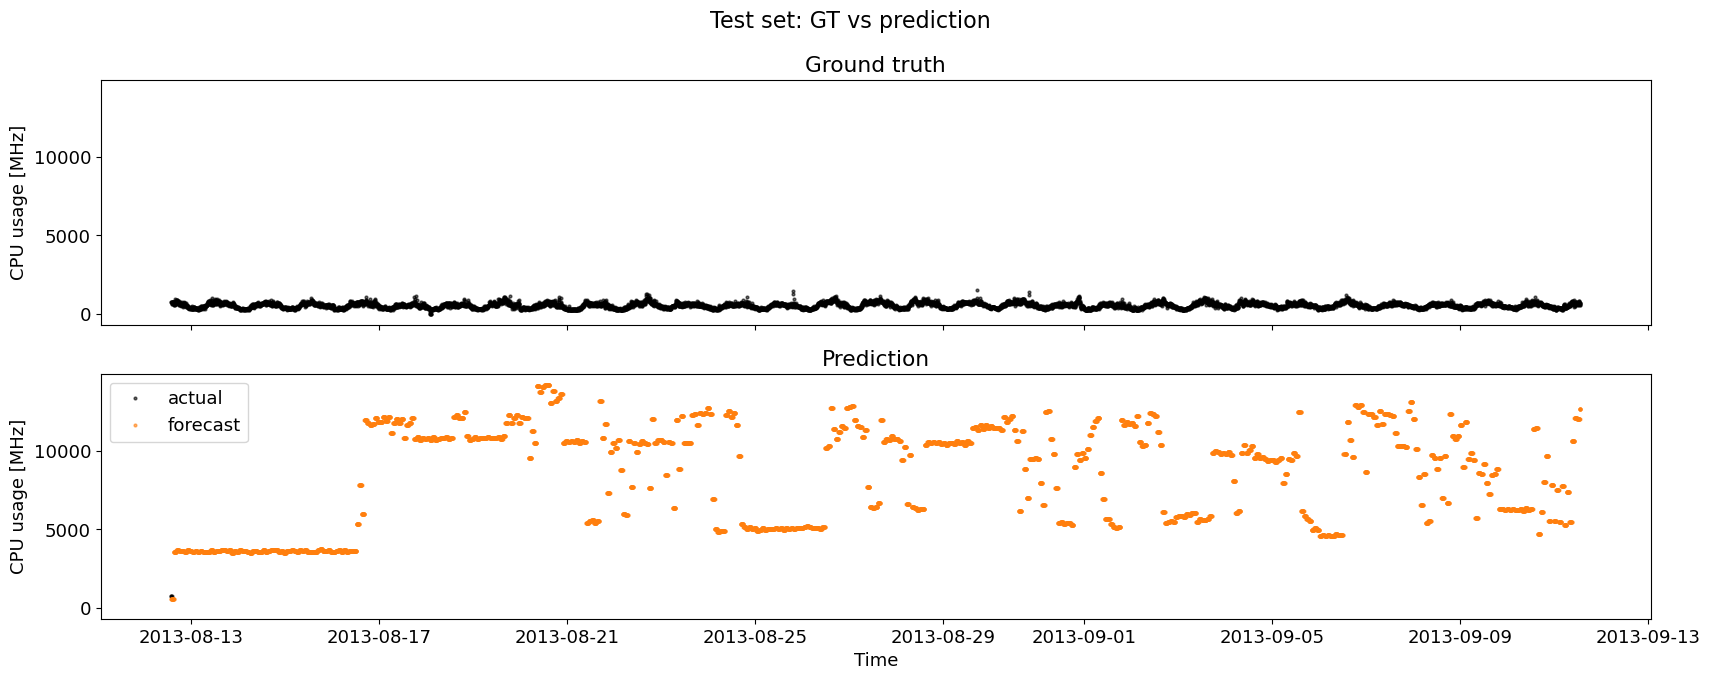 Test set: GT vs prediction
Ground truth
CPU usage [MHz]
10000
5000
0
Prediction
actual
forecast
CPU usage [MHz]
10000
5000
0
2013-08-13 2013-08-17 2013-08-21 2013-08-25 2013-08-29 2013-09-01 2013-09-05 2013-09-09 2013-09-13
Time